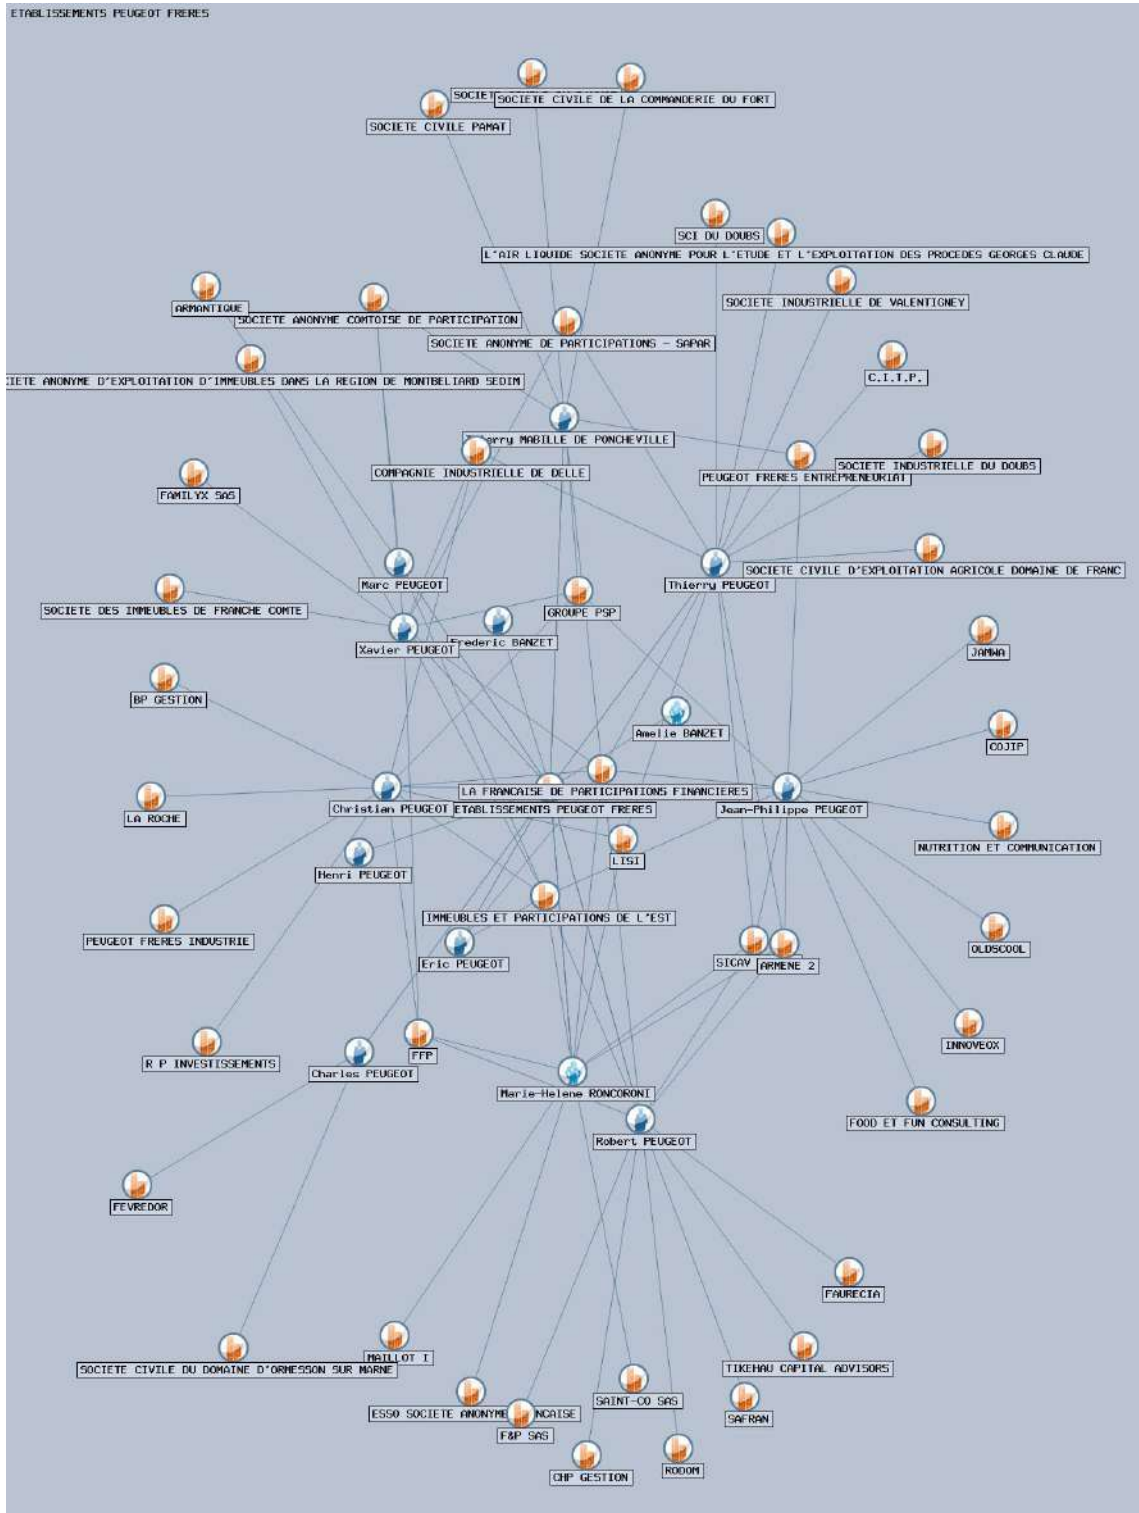 ETABLISSEMENTS PEUGEOT FRERES
SOCIET
SOCIETE CIVILE DE LA COMMANDERIE DU FORT
SOCIETE CIVILE PAMAT
SCI DU DOUBS
L'AIR LIQUIDE SOCIETE ANONYME POUR L'ETUDE ET L'EXPLOITATION DES PROCEDES GEORGES CLAUDE
SOCIETE INDUSTRIELLE DE VALENTIGNEY
ARMANTIQUE
SOCIETE ANONYME COMTOISE DE PARTICIPATION
SOCIETE ANONYME DE PARTICIPATIONS - SAPAR
CIETE ANONYME D'EXPLOITATION D'IMMEUBLES DANS LA REGION DE MONTBELIARD SEDIM
C.I.T.P.
Thierry MABILLE DE PONCHEVILLE
COMPAGNIE INDUSTRIELLE DE DELLE
SOCIETE INDUSTRIELLE DU DOUBS
PEUGEOT FRERES ENTREPRENEURIAT
FAMILYX SAS
Marc PEUGEOT
Thierry PEUGEOT
SOCIETE CIVILE D'EXPLOITATION AGRICOLE DOMAINE DE FRANC
SOCIETE DES IMMEUBLES DE FRANCHE COMTE
GROUPE PSP
Xavier PEUGEOT
Frederic BANZET
JAMWA
BP GESTION
Amelie BANZET
COJIP
LA FRANCAISE DE PARTICIPATIONS FINANCIERES
Christian PEUGEOT
ETABLISSEMENTS PEUGEOT FRERES
Jean-Philippe PEUGEOT
LA ROCHE
NUTRITION ET COMMUNICATION
LISI
Henri PEUGEOT
IMMEUBLES ET PARTICIPATIONS DE L'EST
PEUGEOT FRERES INDUSTRIE
OLDSCOOL
Eric PEUGEOT
SICAV
ARMENE 2
INNOVEOX
R P INVESTISSEMENTS
FFP
Charles PEUGEOT
Marie-Helene RONCORONI
FOOD ET FUN CONSULTING
Robert PEUGEOT
FEVREDOR
FAURECIA
MAILLOT I
SOCIETE CIVILE DU DOMAINE D'ORMESSON SUR MARNE
TIKEHAU CAPITAL ADVISORS
SAINT-CO SAS
ESSO SOCIETE ANONYME NCAISE
SAFRAN
F&P SAS
RODOM
CHP GESTION